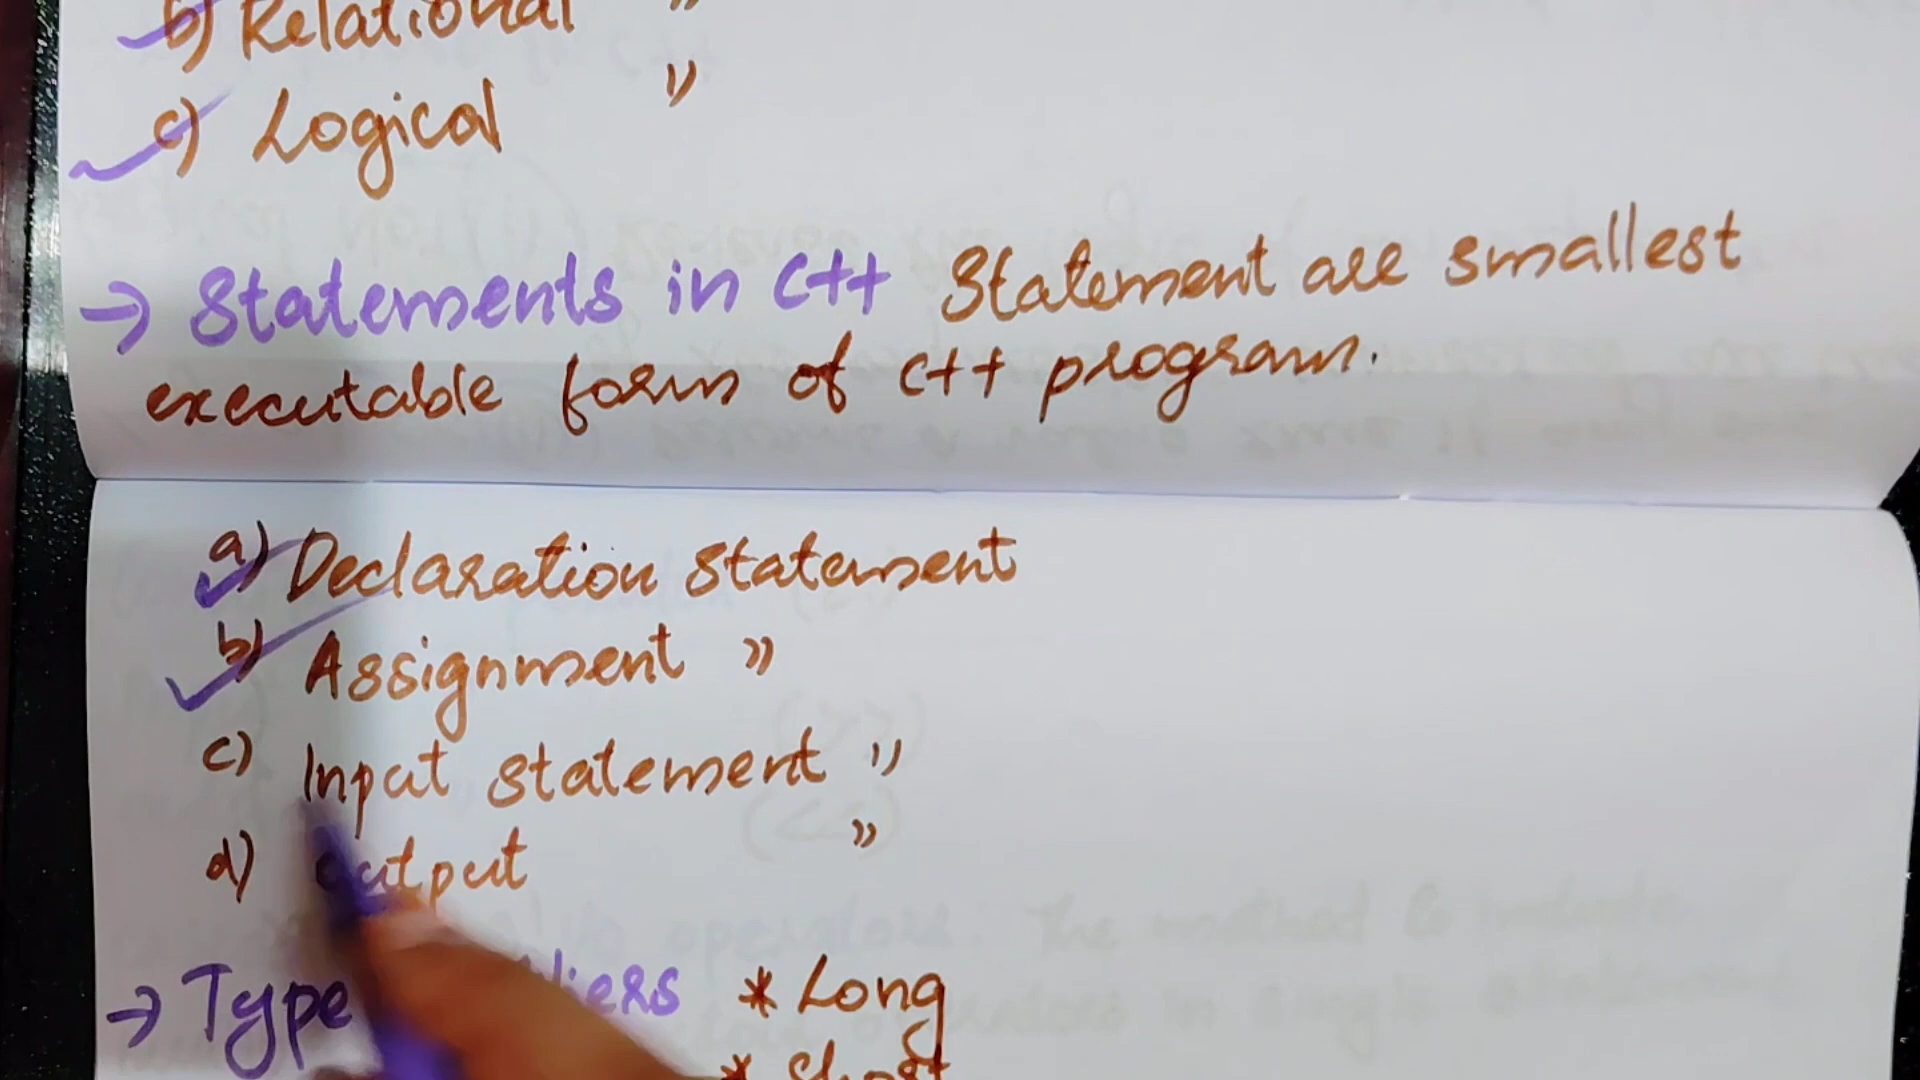 b) Relational "
c) Logical "
→ Statements in C++ Statement are smallest
executable form of C++ program.
a) Declaration Statement
b) Assignment "
c) Input Statement "
d) Output "
→ Type * Long
* Short